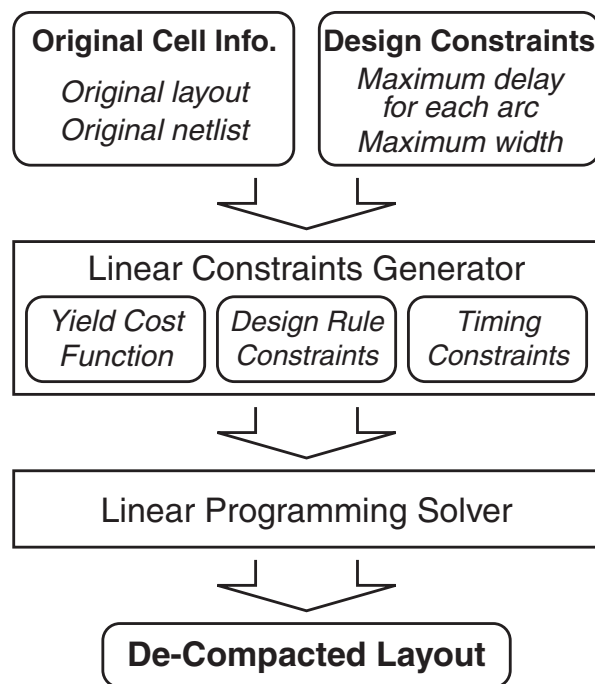 Original Cell Info.
Original layout
Original netlist
Design Constraints
Maximum delay
for each arc
Maximum width
Linear Constraints Generator
Yield Cost
Function
Design Rule
Constraints
Timing
Constraints
Linear Programming Solver
De-Compacted Layout